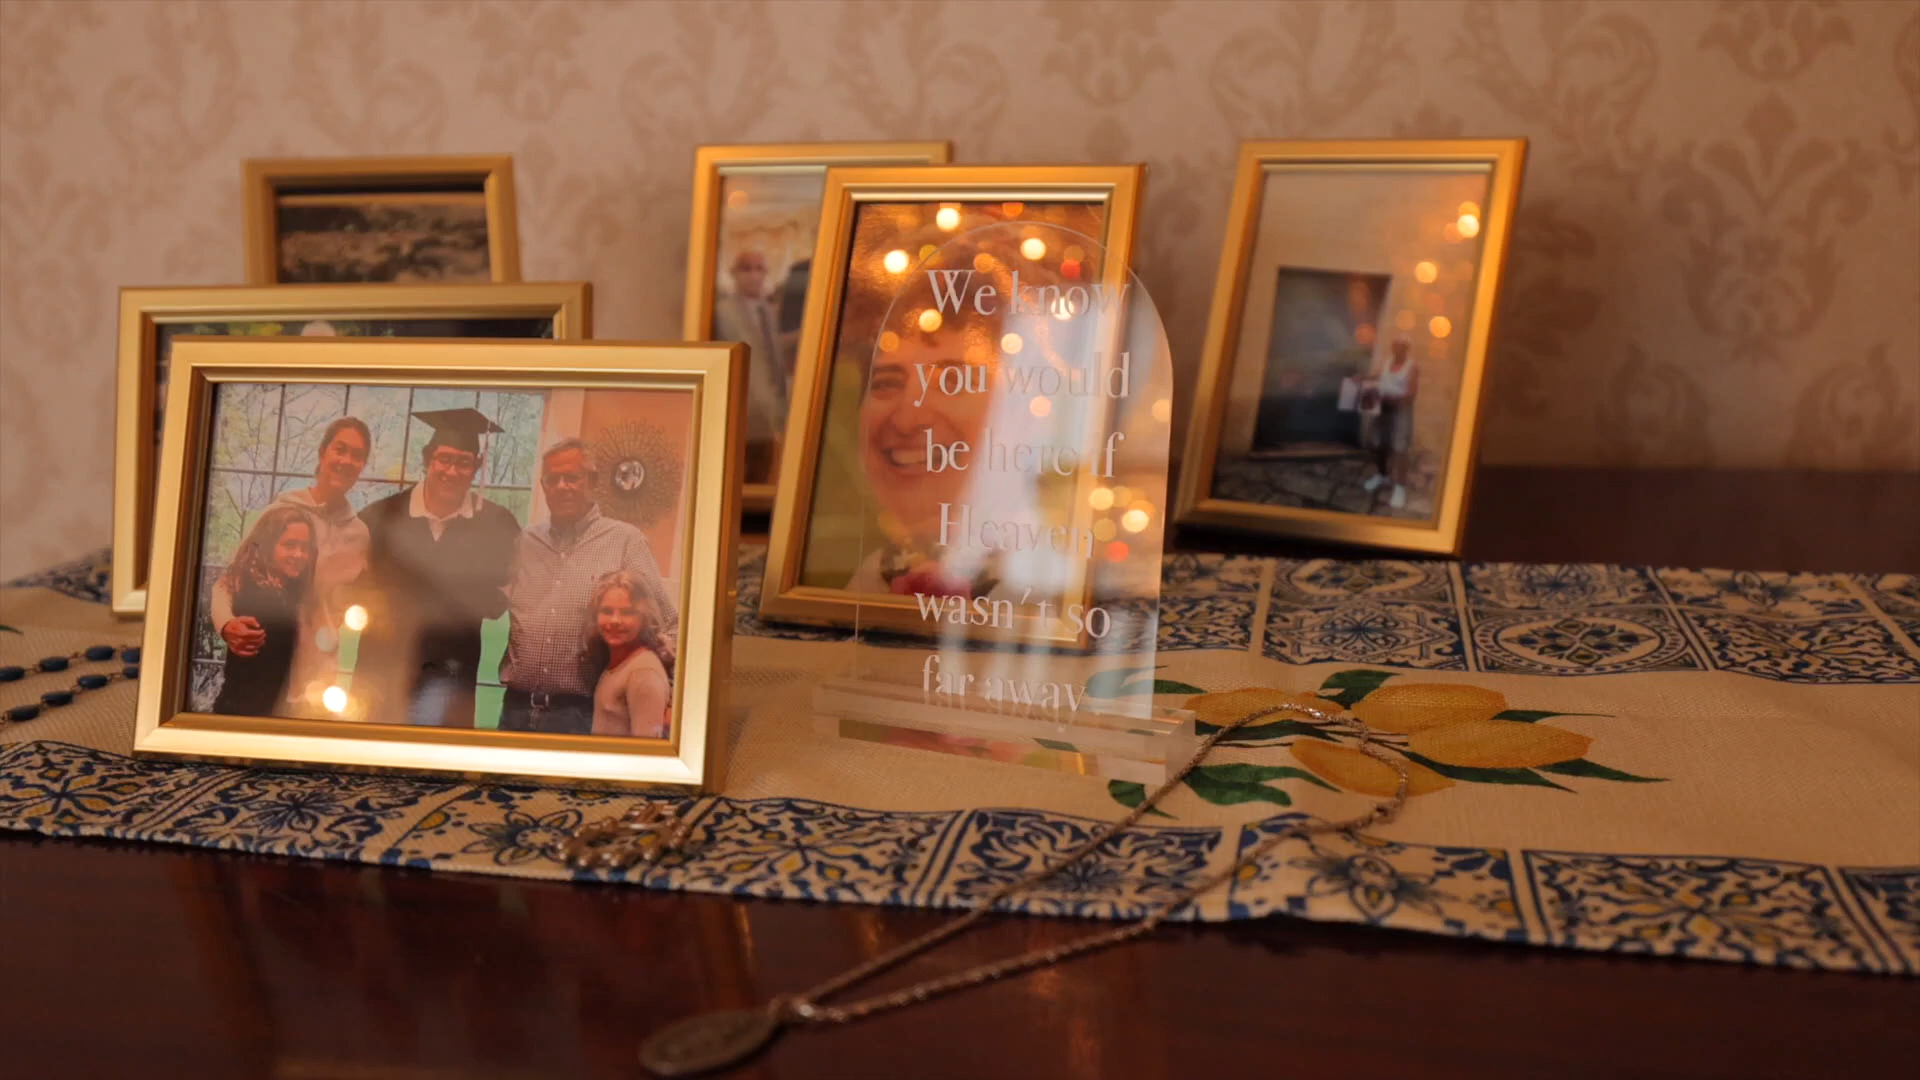 We know
you would
be here if
Heaven
wasn't so
far away